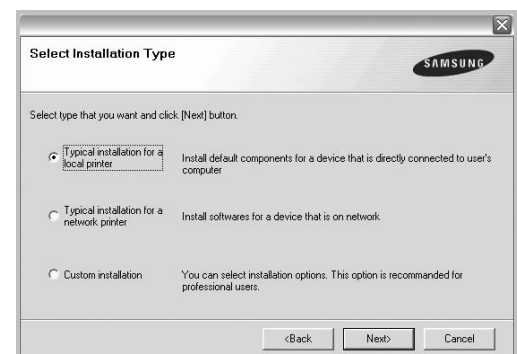 Select Installation Type
SAMSUNG
Select type that you want and click [Next] button.
Typical installation for a
local printer
Install default components for a device that is directly connected to user's
computer
Typical installation for a
network printer
Install softwares for a device that is on network
Custom installation
You can select installation options. This option is recommanded for
professional users.
<Back
Next>
Cancel